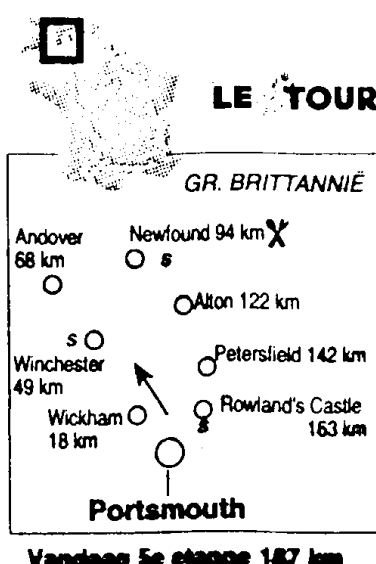 LE TOUR
GR. BRITTANNIË
Andover
68 km
Newfound 94 km
s
Alton 122 km
s
Winchester
49 km
Petersfield 142 km
Wickham
18 km
Rowland's Castle
163 km
s
Portsmouth
Vandaag 5e etappe 187 km